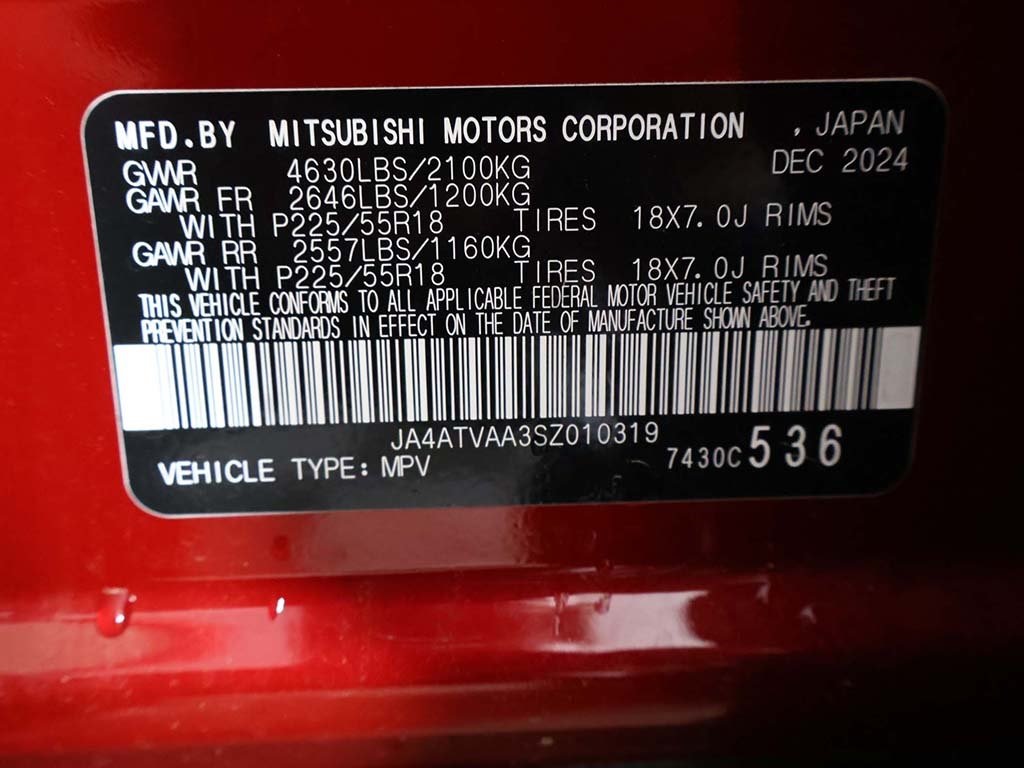 MFD.BY MITSUBISHI MOTORS CORPORATION , JAPAN
GVWR 4630LBS/2100KG DEC 2024
GAWR FR 2646LBS/1200KG
WITH P225/55R18 TIRES 18X7.0J RIMS
GAWR RR 2557LBS/1160KG
WITH P225/55R18 TIRES 18X7.0J RIMS
THIS VEHICLE CONFORMS TO ALL APPLICABLE FEDERAL MOTOR VEHICLE SAFETY AND THEFT
PREVENTION STANDARDS IN EFFECT ON THE DATE OF MANUFACTURE SHOWN ABOVE.
JA4ATVAA3SZ010319
VEHICLE TYPE: MPV 7430C 536